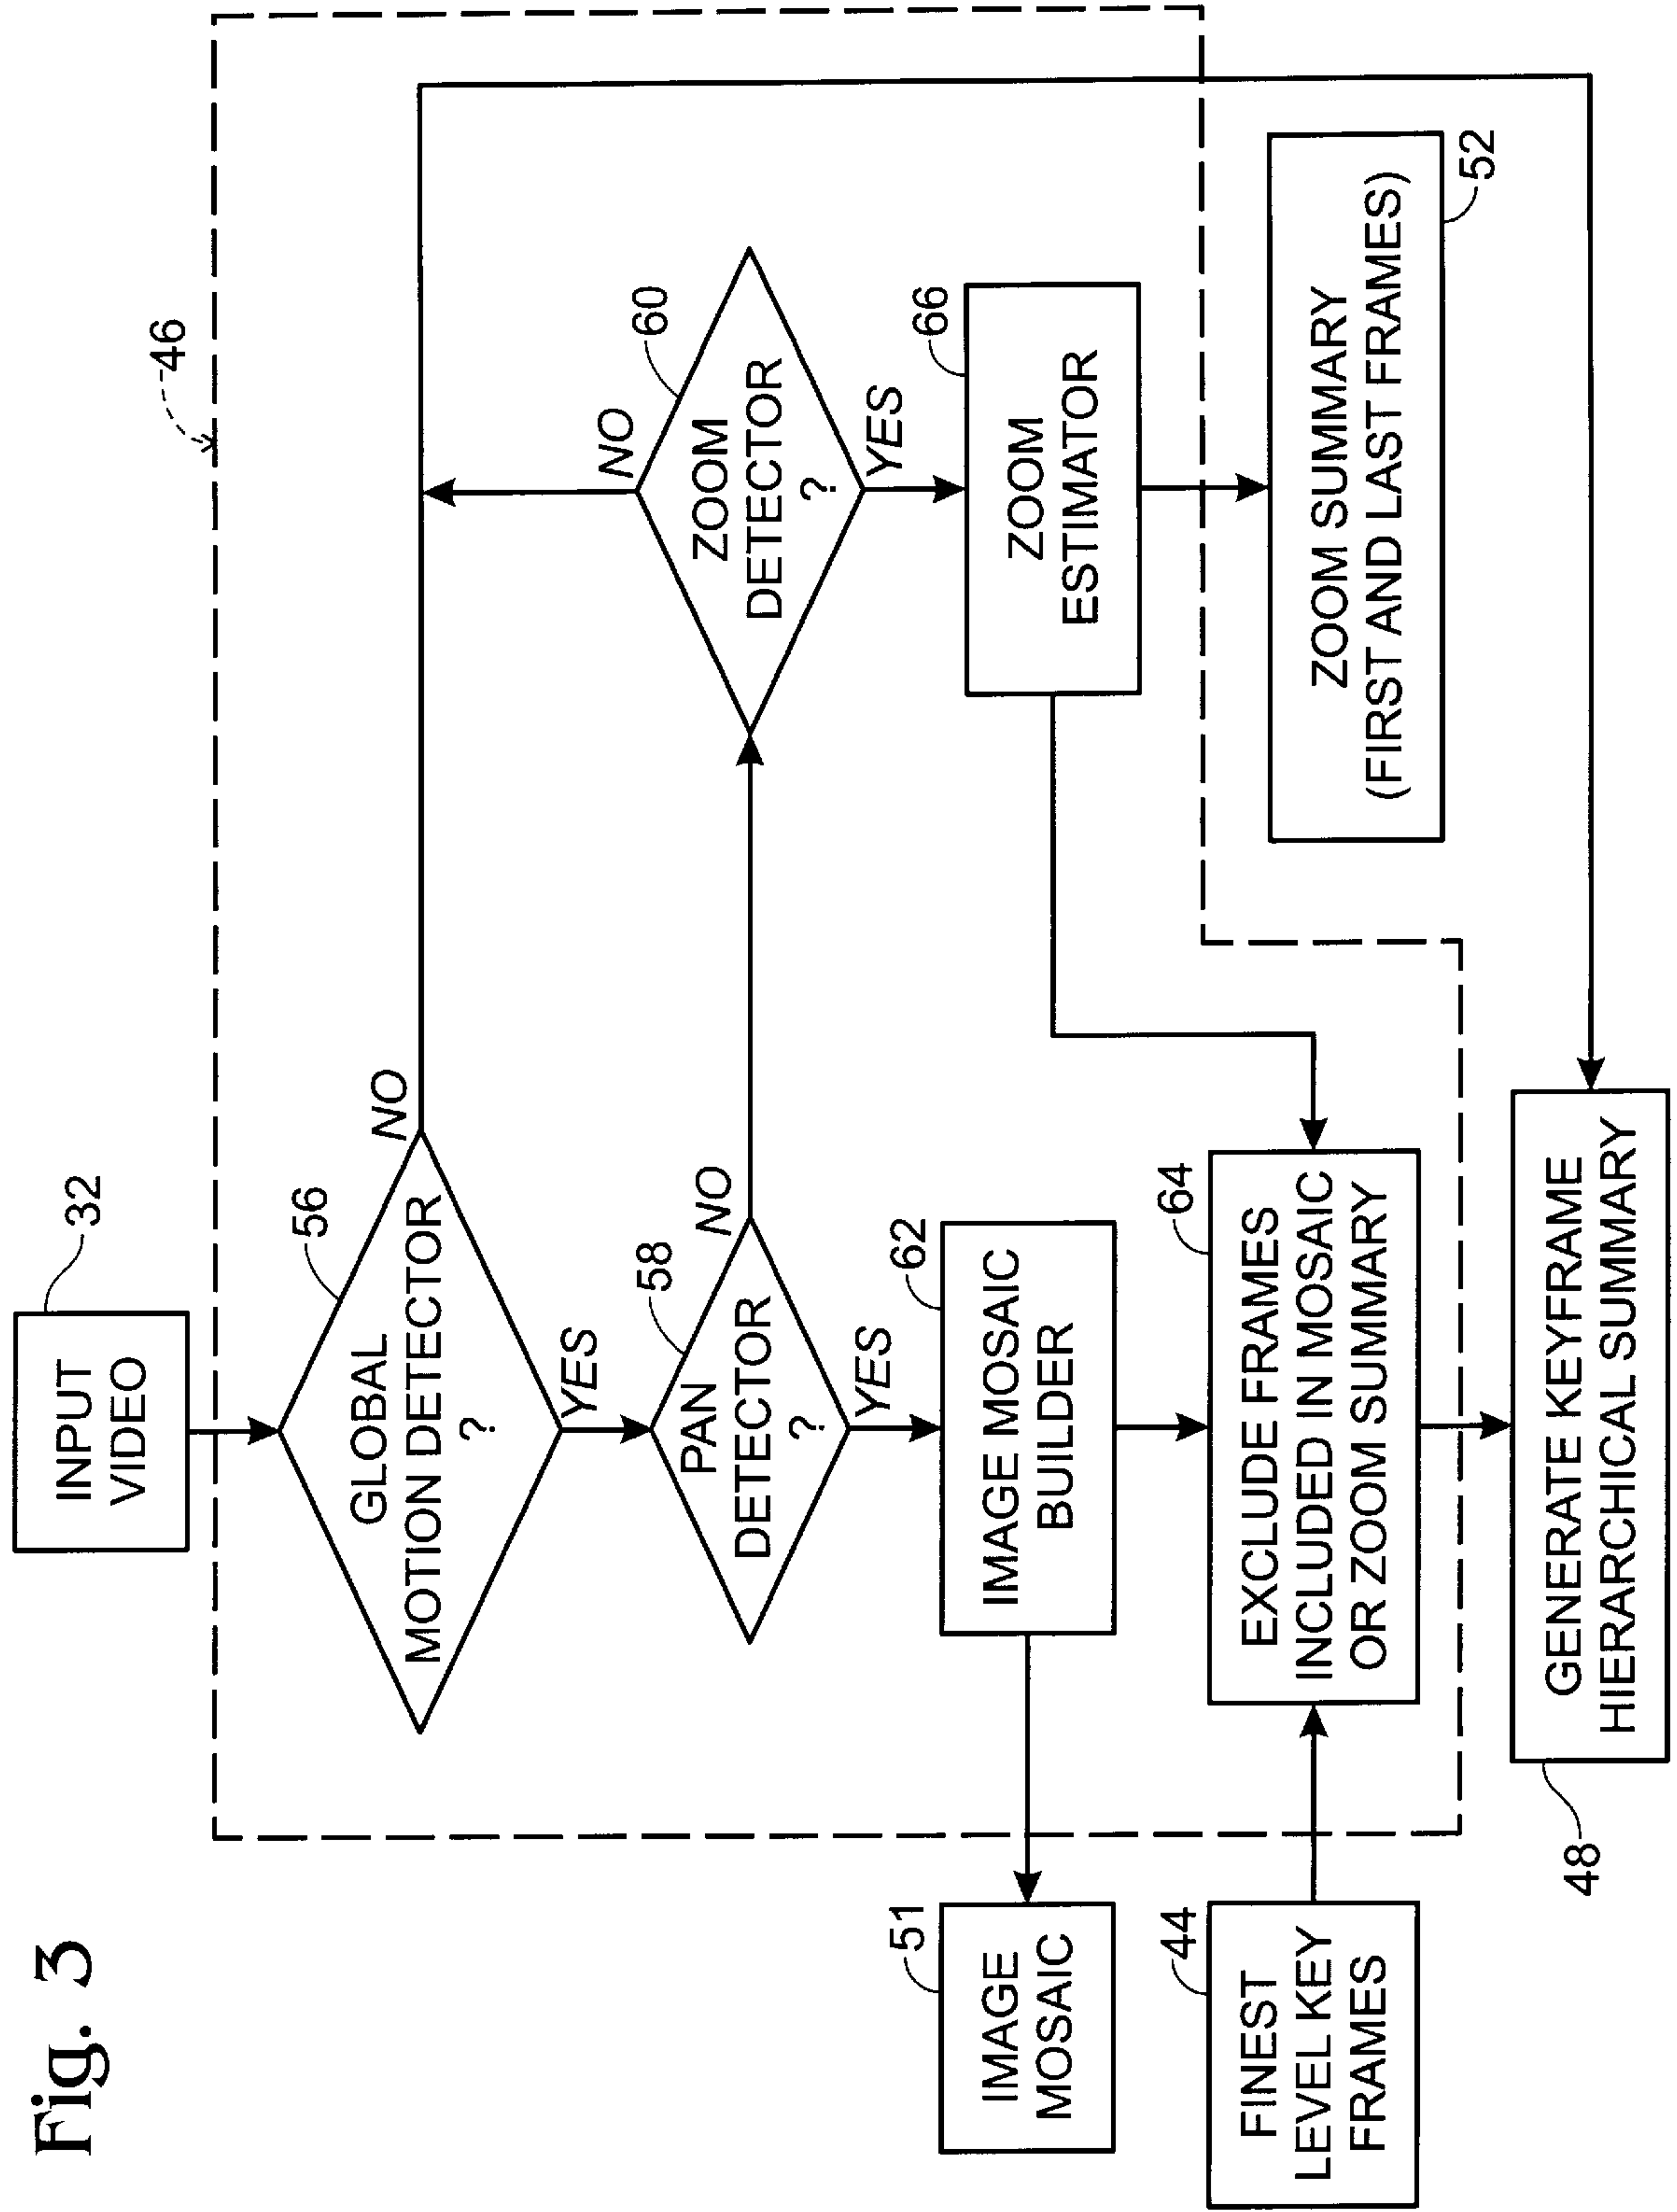 Fig. 3
INPUT
VIDEO
32
46
GLOBAL
MOTION DETECTOR
?
56
NO
YES
PAN
DETECTOR
?
58
NO
YES
ZOOM
DETECTOR
?
60
NO
YES
IMAGE MOSAIC
BUILDER
62
ZOOM
ESTIMATOR
66
IMAGE
MOSAIC
51
FINEST
LEVEL KEY
FRAMES
44
EXCLUDE FRAMES
INCLUDED IN MOSAIC
OR ZOOM SUMMARY
64
ZOOM SUMMARY
(FIRST AND LAST FRAMES)
52
GENERATE KEYFRAME
HIERARCHICAL SUMMARY
48